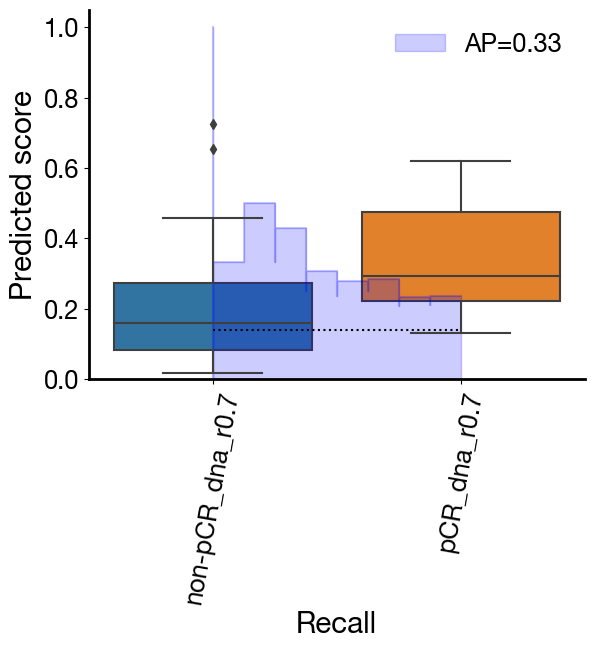 1.0
0.8
0.6
0.4
0.2
0.0
Predicted score
AP=0.33
non-pCR_dna_r0.7
pCR_dna_r0.7
Recall